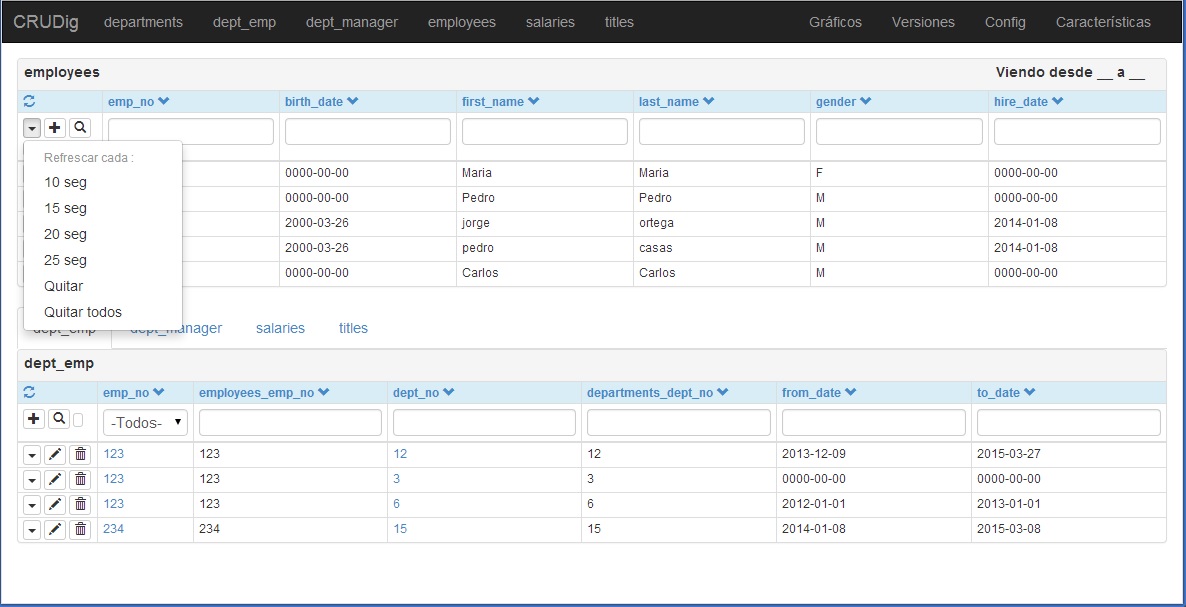 CRUDig departments dept_emp dept_manager employees salaries titles Gráficos Versiones Config Características
employees Viendo desde __ a __
emp_no birth_date first_name last_name gender hire_date
Refrescar cada :
10 seg
15 seg
20 seg
25 seg
Quitar
Quitar todos
0000-00-00 Maria Maria F 0000-00-00
0000-00-00 Pedro Pedro M 0000-00-00
2000-03-26 jorge ortega M 2014-01-08
2000-03-26 pedro casas M 2014-01-08
0000-00-00 Carlos Carlos M 0000-00-00
dept_emp dept_manager salaries titles
dept_emp
emp_no employees_emp_no dept_no departments_dept_no from_date to_date
-Todos-
123 123 12 12 2013-12-09 2015-03-27
123 123 3 3 0000-00-00 0000-00-00
123 123 6 6 2012-01-01 2013-01-01
234 234 15 15 2014-01-08 2015-03-08